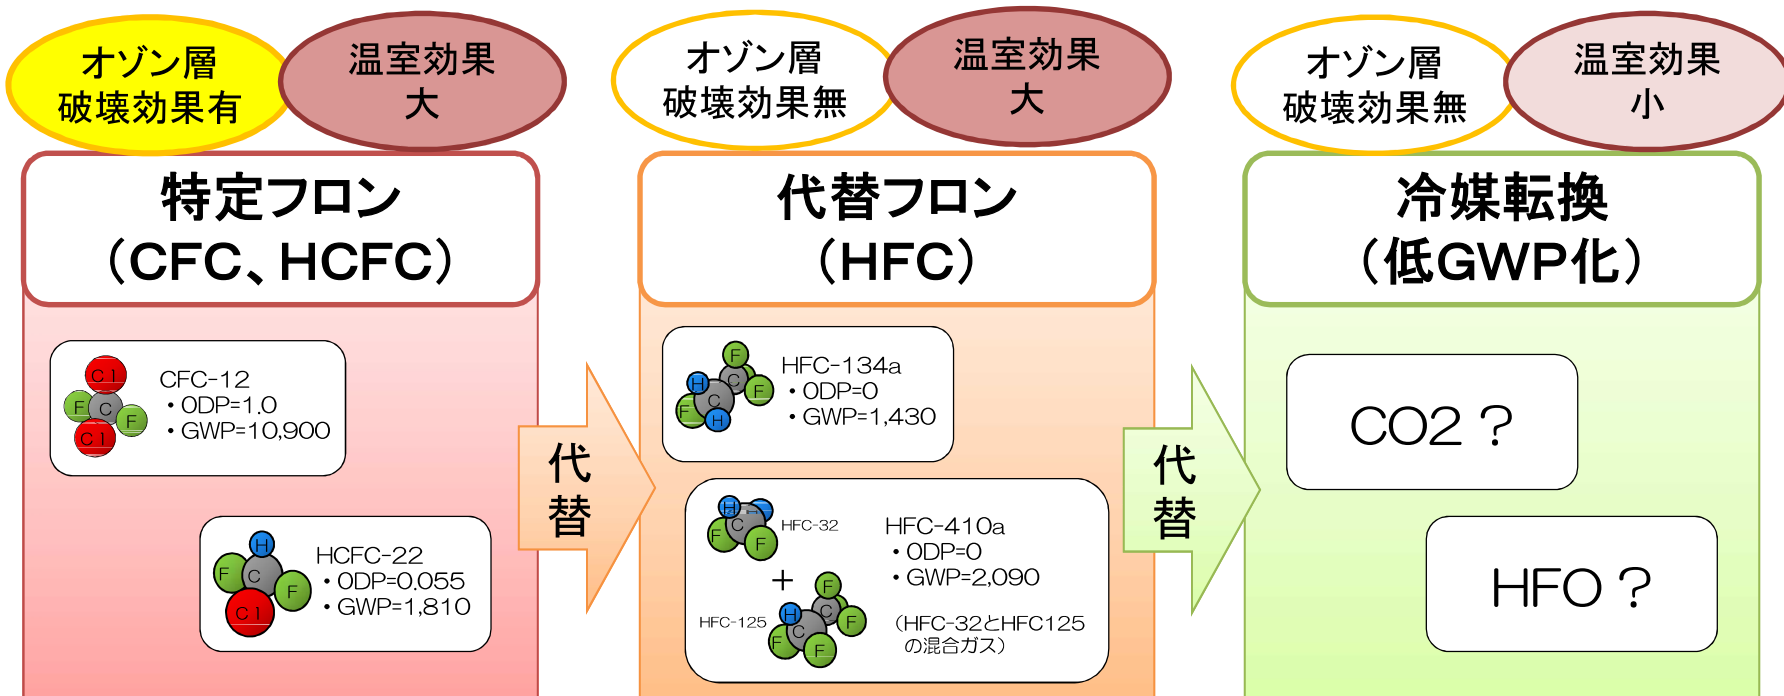 オゾン層
破壊効果有
温室効果
大
特定フロン
（CFC、HCFC）
Cl
F
C
F
Cl
CFC-12
・ODP=1.0
・GWP=10,900
H
F
C
F
Cl
HCFC-22
・ODP=0.055
・GWP=1,810
代
替
オゾン層
破壊効果無
温室効果
大
代替フロン
（HFC）
F
H
C
F
C
F
H
HFC-134a
・ODP=0
・GWP=1,430
H
C
F
F
HFC-32
+
HFC-125
F
H
C
F
C
F
F
HFC-410a
・ODP=0
・GWP=2,090
（HFC-32とHFC125
の混合ガス）
代
替
オゾン層
破壊効果無
温室効果
小
冷媒転換
（低GWP化）
CO2？
HFO？